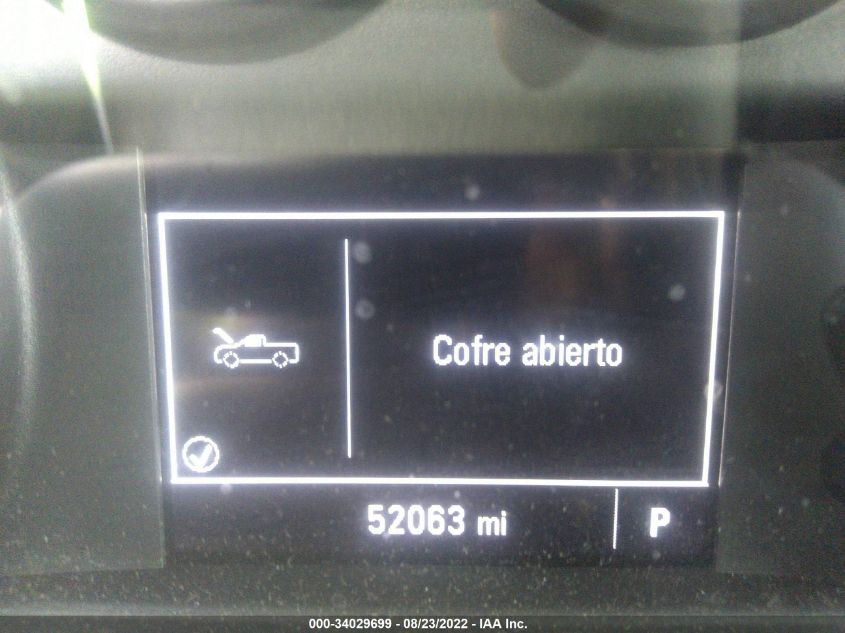 Cofre abierto
52063 mi
P
000-34029699 - 08/23/2022 - IAA Inc.